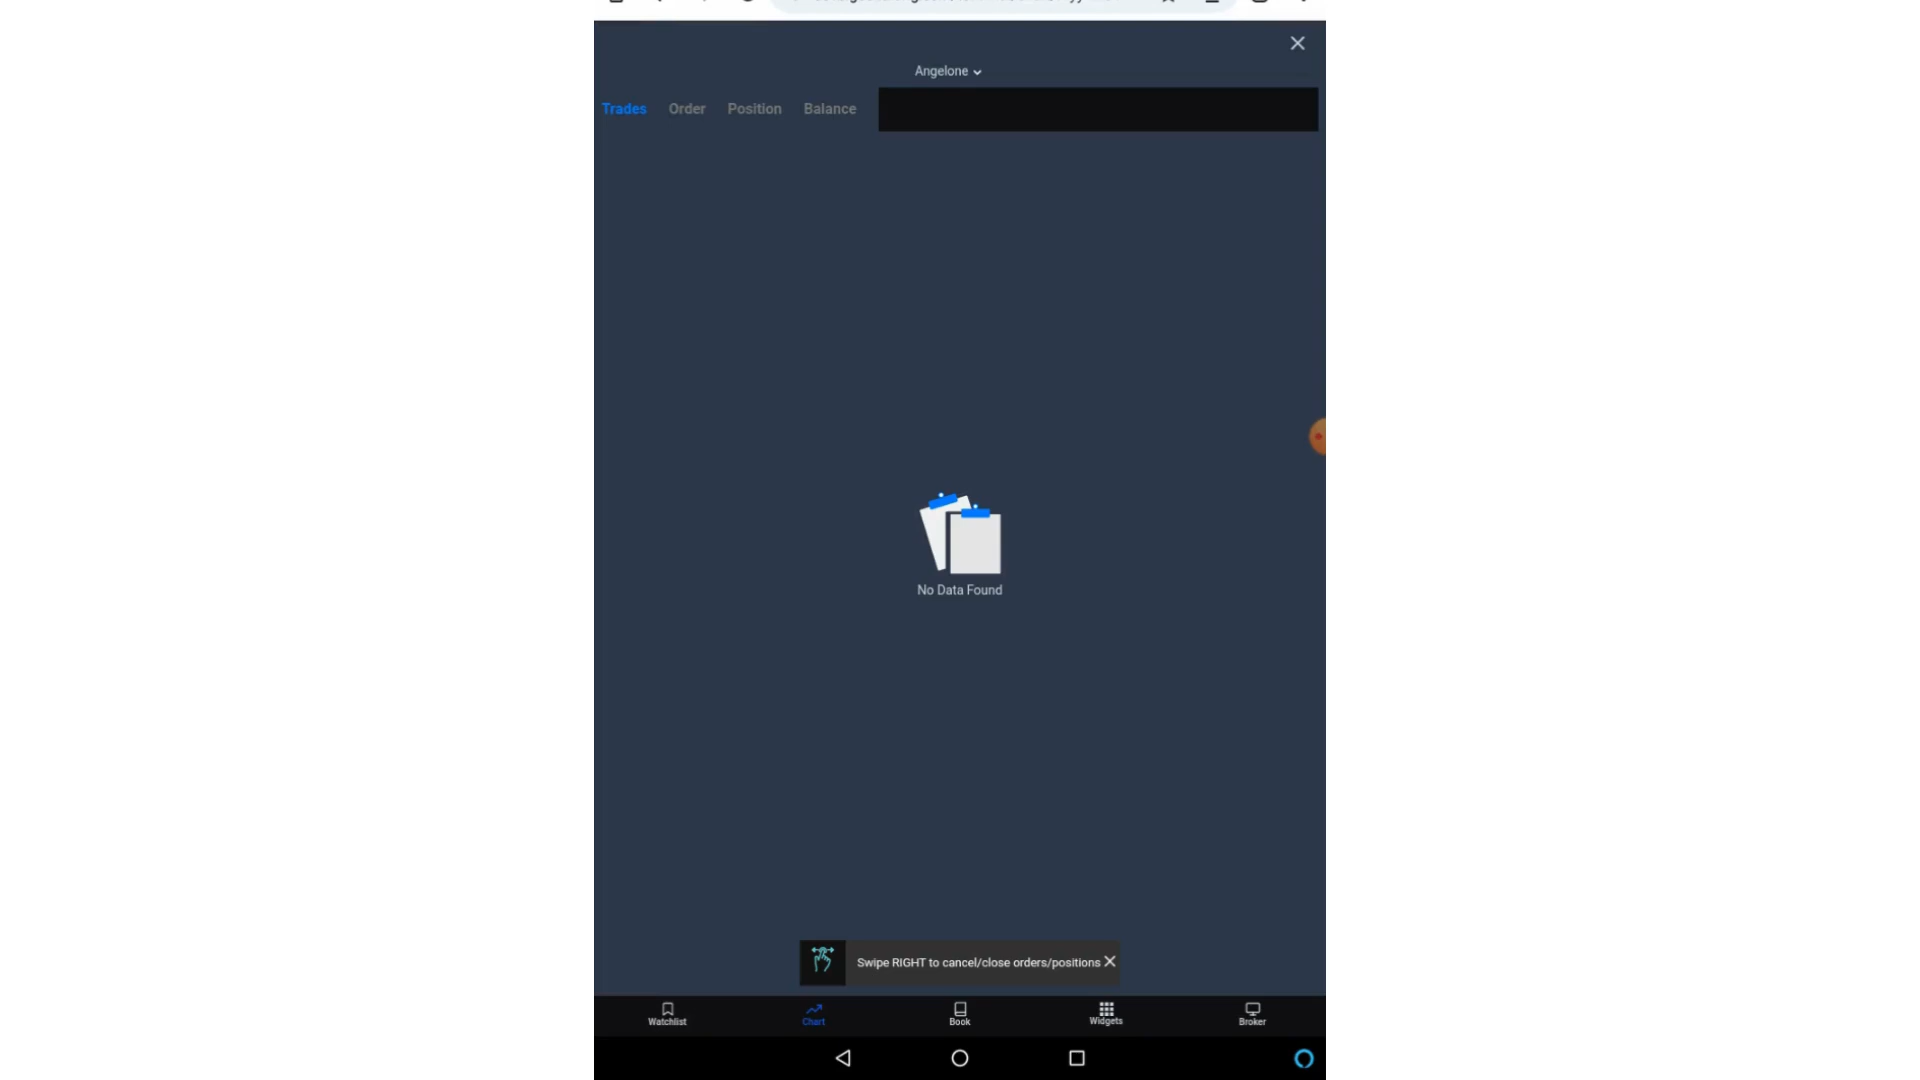 Angelone
Trades Order Position Balance
No Data Found
Swipe RIGHT to cancel/close orders/positions
Watchlist Chart Book Widgets Broker